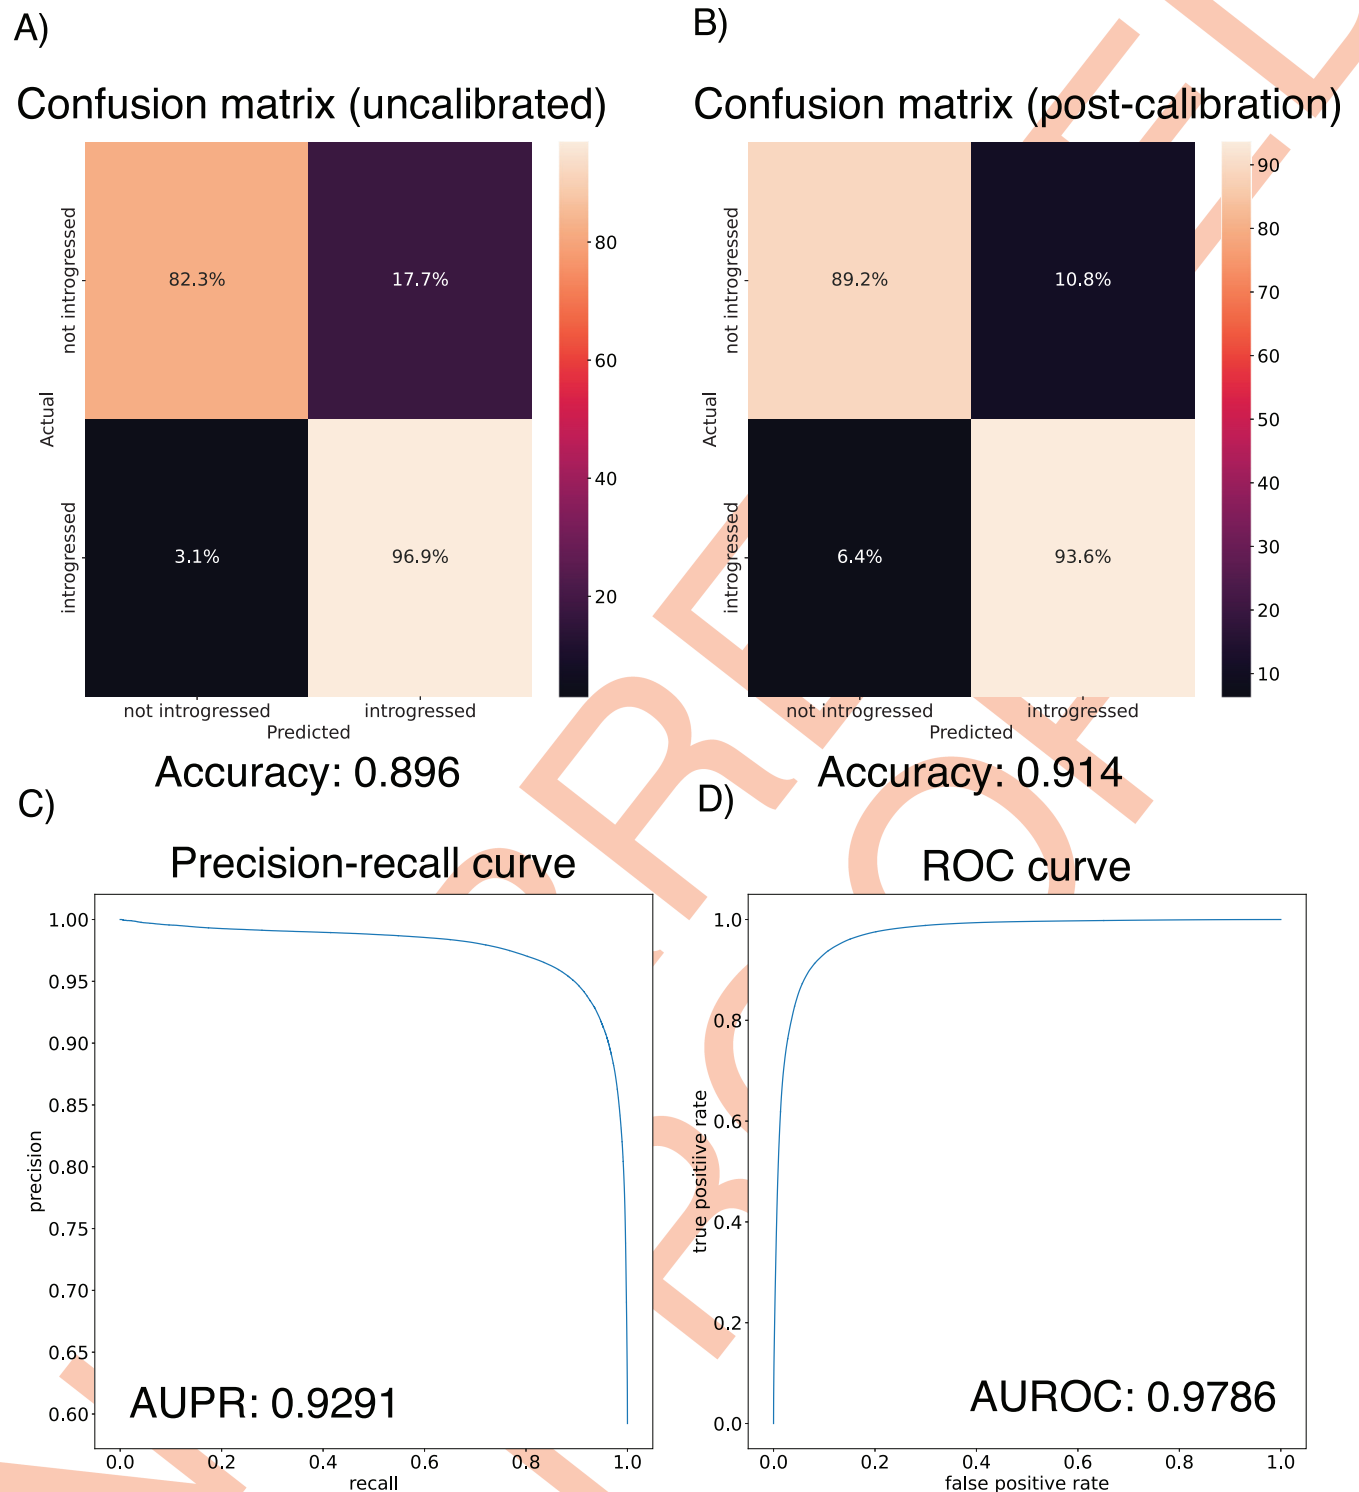 A)
Confusion matrix (uncalibrated)
not introgressed
82.3%
17.7%
80
60
Actual
40
introgressed
3.1%
96.9%
20
not introgressed
introgressed
Predicted
Accuracy: 0.896
B)
Confusion matrix (post-calibration)
90
not introgressed
89.2%
10.8%
80
70
60
Actual
50
40
introgressed
6.4%
93.6%
30
20
10
not introgressed
introgressed
Predicted
Accuracy: 0.914
C)
Precision-recall curve
1.00
0.95
0.90
0.85
precision
0.80
0.75
0.70
0.65
0.60
AUPR: 0.9291
0.0 0.2 0.4 0.6 0.8 1.0
recall
D)
ROC curve
1.0
0.8
true positiive rate
0.6
0.4
0.2
0.0
AUROC: 0.9786
0.0 0.2 0.4 0.6 0.8 1.0
false positive rate